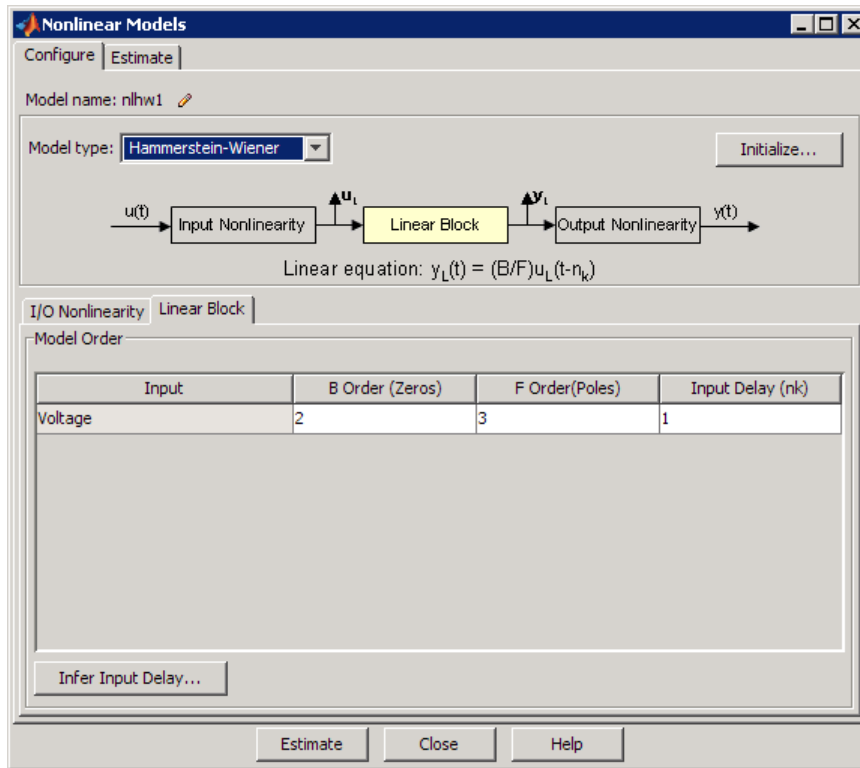 Nonlinear Models
Configure Estimate
Model name: nlhw1
Model type: Hammerstein-Wiener Initialize...
u(t) Input Nonlinearity uL Linear Block yL Output Nonlinearity y(t)
Linear equation: yL(t) = (B/F)uL(t-nk)
I/O Nonlinearity Linear Block
Model Order
Input B Order (Zeros) F Order(Poles) Input Delay (nk)
Voltage 2 3 1
Infer Input Delay...
Estimate Close Help